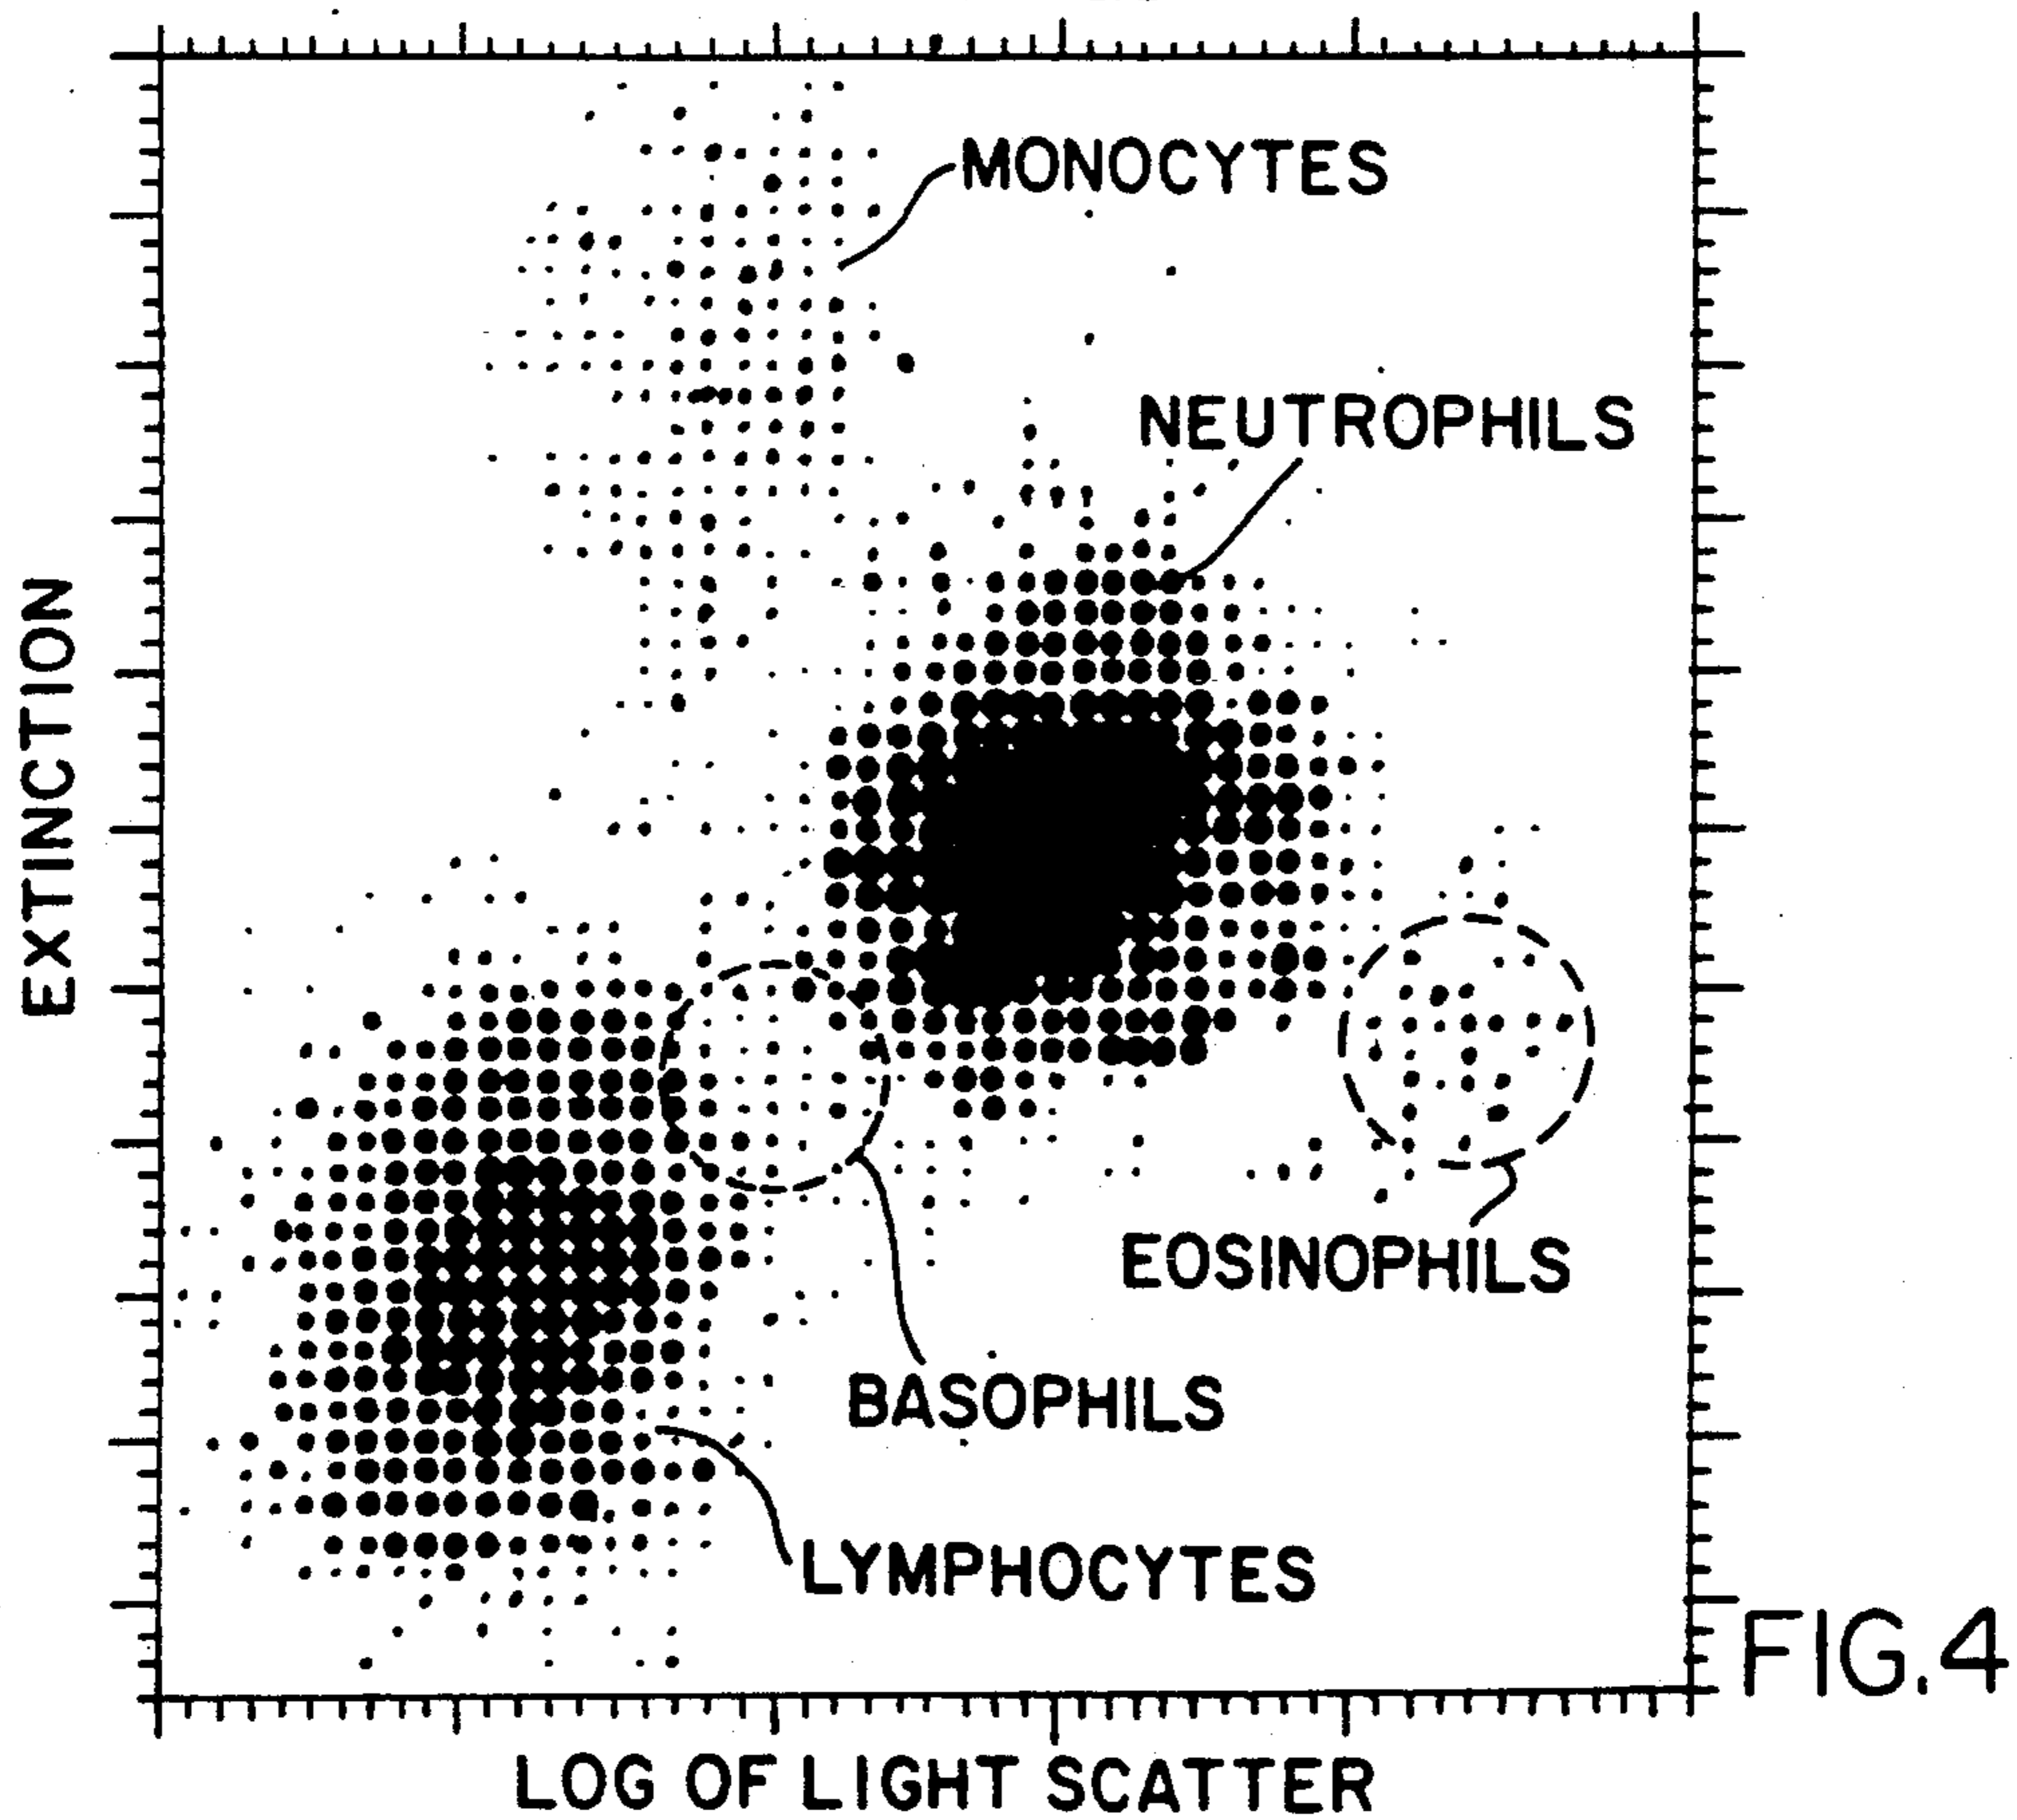 MONOCYTES
NEUTROPHILS
EXTINCTION
EOSINOPHILS
BASOPHILS
LYMPHOCYTES
FIG.4
LOG OF LIGHT SCATTER